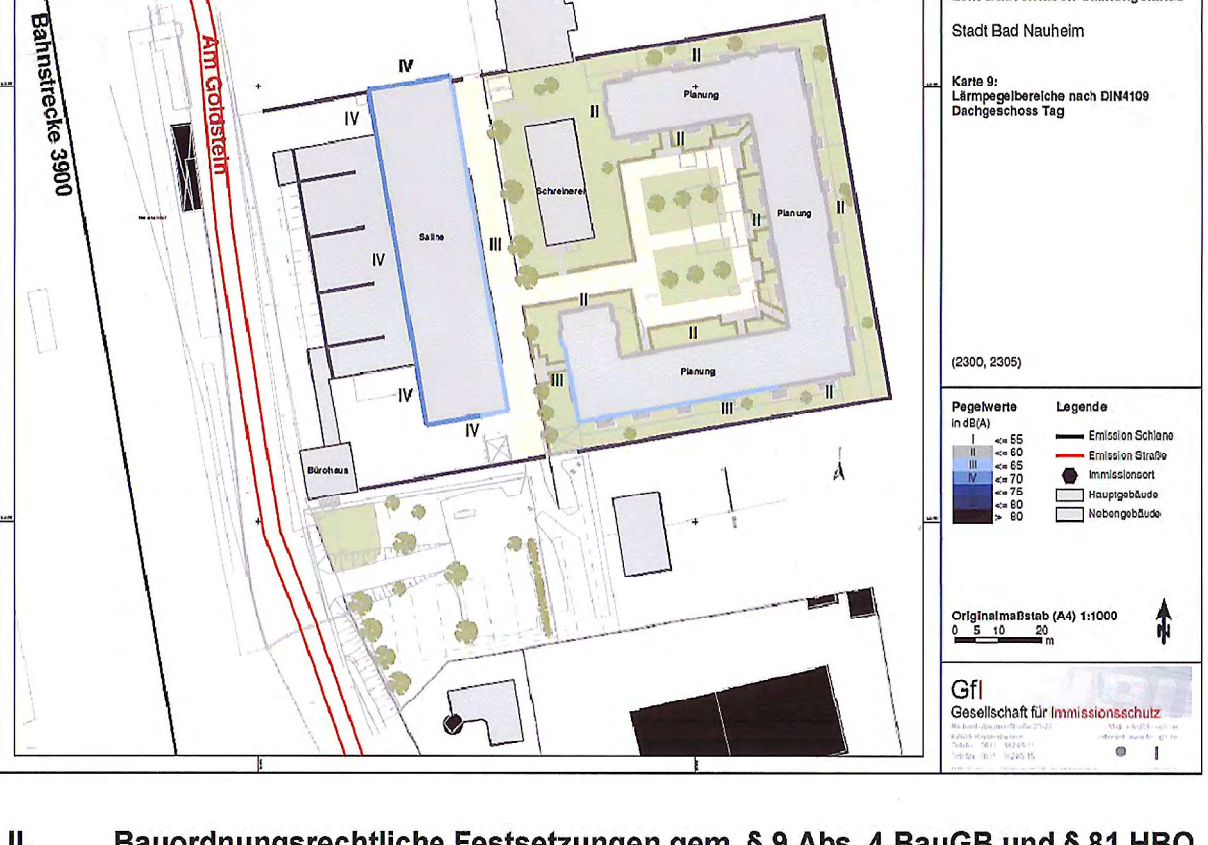 Stadt Bad Nauheim
Karte 9:
Lärmpegelbereiche nach DIN4109
Dachgeschoss Tag
(2300, 2305)
Pegelwerte
in dB(A)
I <= 55
II <= 60
III <= 65
IV <= 70
<= 75
<= 80
> 80
Legende
Emission Schiene
Emission Straße
Immissionsort
Hauptgebäude
Nebengebäude
Originalmaßstab (A4) 1:1000
0 5 10 20
m
N
GfI
Gesellschaft für Immissionsschutz
Bahnstrecke 3900
Am Goldstein
IV
IV
IV
IV
IV
Saline
III
Schreinerei
II
II
II
II
II
II
II
II
III
III
Planung
Planung
Planung
Bürohaus
II. Bauordnungsrechtliche Festsetzungen gem. § 9 Abs. 4 BauGB und § 81 HBO